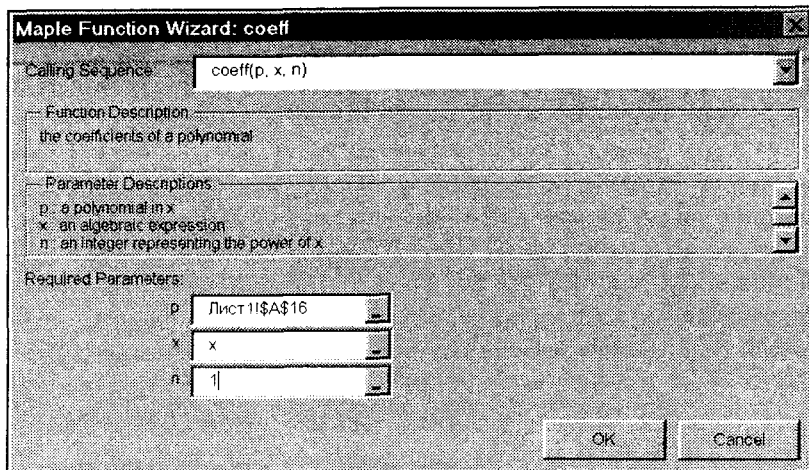 Maple Function Wizard: coeff
Calling Sequence: coeff(p, x, n)
Function Description
the coefficients of a polynomial
Parameter Descriptions
p : a polynomial in x
x : an algebraic expression
n : an integer representing the power of x
Required Parameters:
p Лист1!$A$16
x x
n 1
OK Cancel